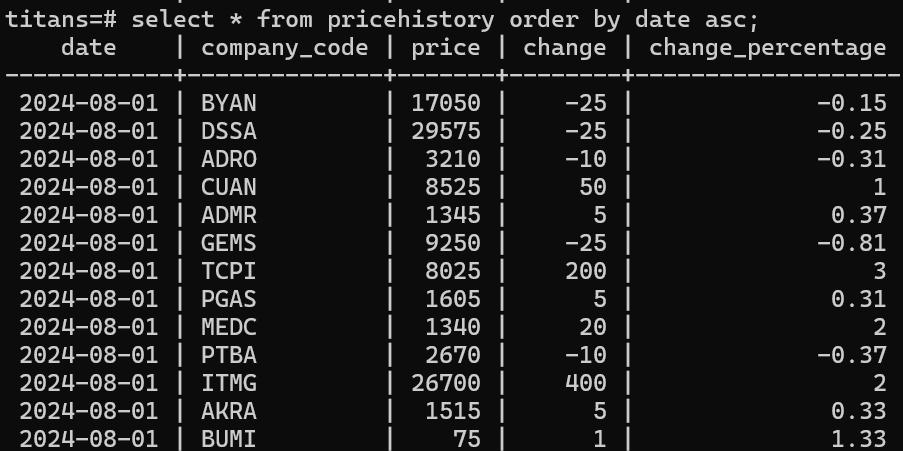 titans=# select * from pricehistory order by date asc;
    date    | company_code | price | change | change_percentage
------------+--------------+-------+--------+-------------------
 2024-08-01 | BYAN         | 17050 |    -25 |             -0.15
 2024-08-01 | DSSA         | 29575 |    -25 |             -0.25
 2024-08-01 | ADRO         |  3210 |    -10 |             -0.31
 2024-08-01 | CUAN         |  8525 |     50 |                 1
 2024-08-01 | ADMR         |  1345 |      5 |              0.37
 2024-08-01 | GEMS         |  9250 |    -25 |             -0.81
 2024-08-01 | TCPI         |  8025 |    200 |                 3
 2024-08-01 | PGAS         |  1605 |      5 |              0.31
 2024-08-01 | MEDC         |  1340 |     20 |                 2
 2024-08-01 | PTBA         |  2670 |    -10 |             -0.37
 2024-08-01 | ITMG         | 26700 |    400 |                 2
 2024-08-01 | AKRA         |  1515 |      5 |              0.33
 2024-08-01 | BUMI         |    75 |      1 |              1.33